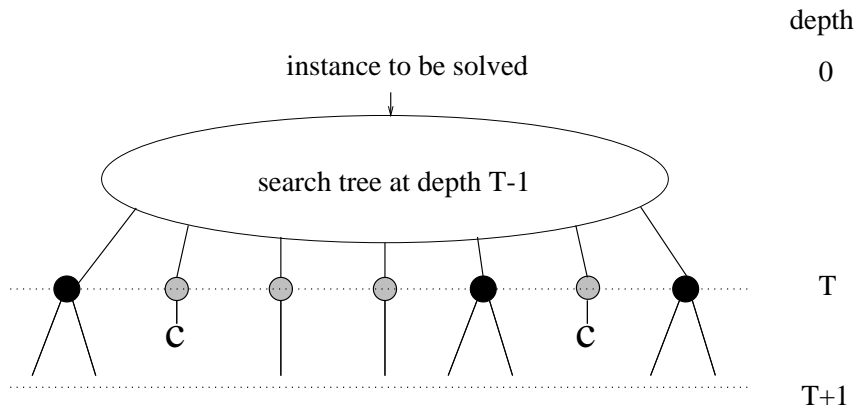 depth
instance to be solved
0
search tree at depth T-1
T
C
C
T+1